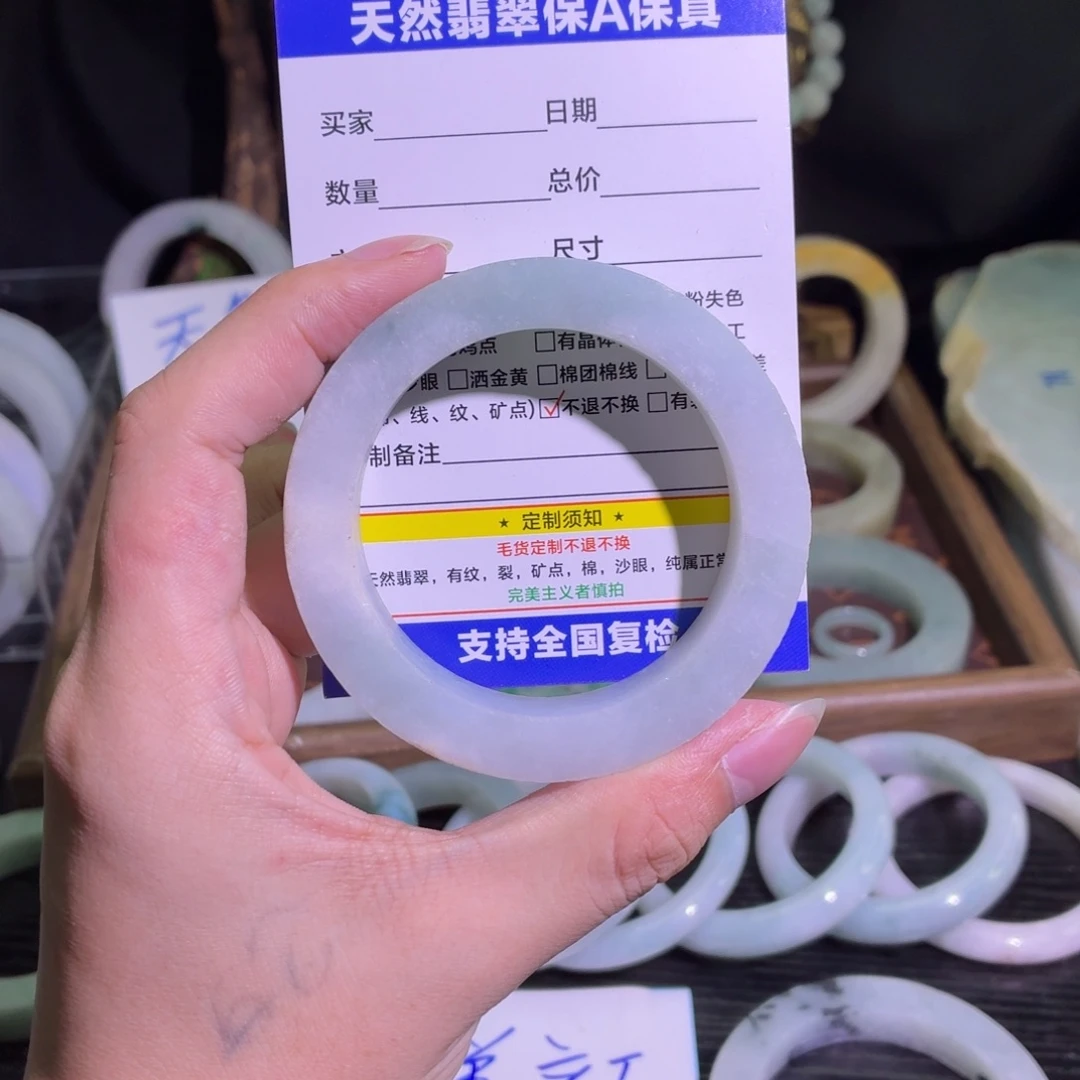 天然翡翠保A保真
买家 日期
数量 总价
尺寸
粉失色
鸡点 □有晶体 工
眼 □洒金黄 □棉团棉线 □
、线、纹、矿点) ☑不退不换 □有
制备注
★ 定制须知 ★
毛货定制不退不换
天然翡翠，有纹，裂，矿点，棉，沙眼，纯属正常
完美主义者慎拍
支持全国复检
天